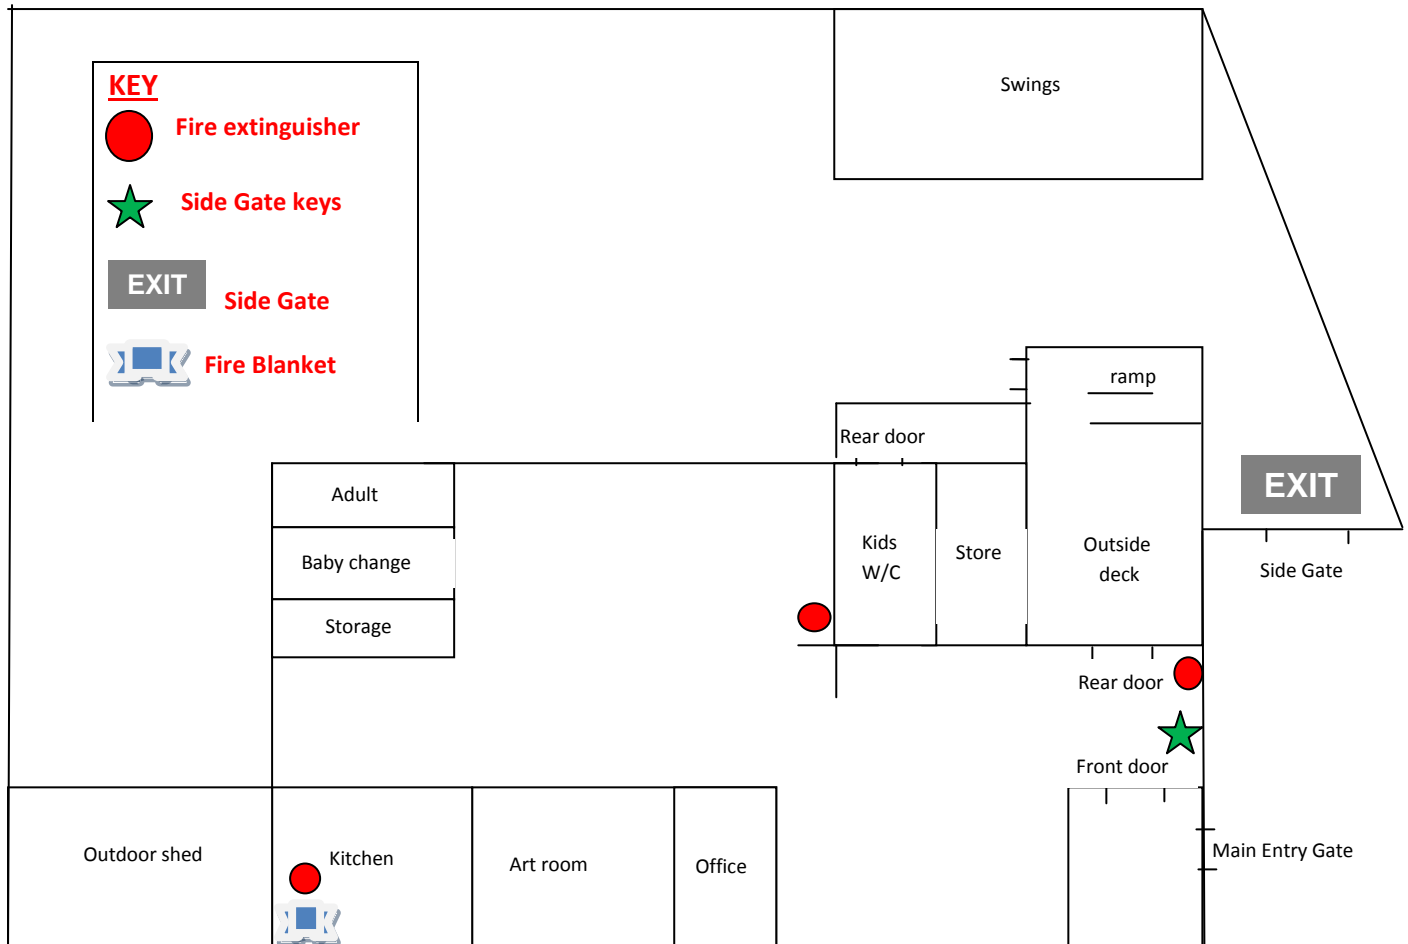 KEY
Fire extinguisher
Side Gate keys
EXIT
Side Gate
Fire Blanket
Swings
ramp
Rear door
Adult
Baby change
Storage
Kids
W/C
Store
Outside
deck
EXIT
Side Gate
Rear door
Front door
Outdoor shed
Kitchen
Art room
Office
Main Entry Gate